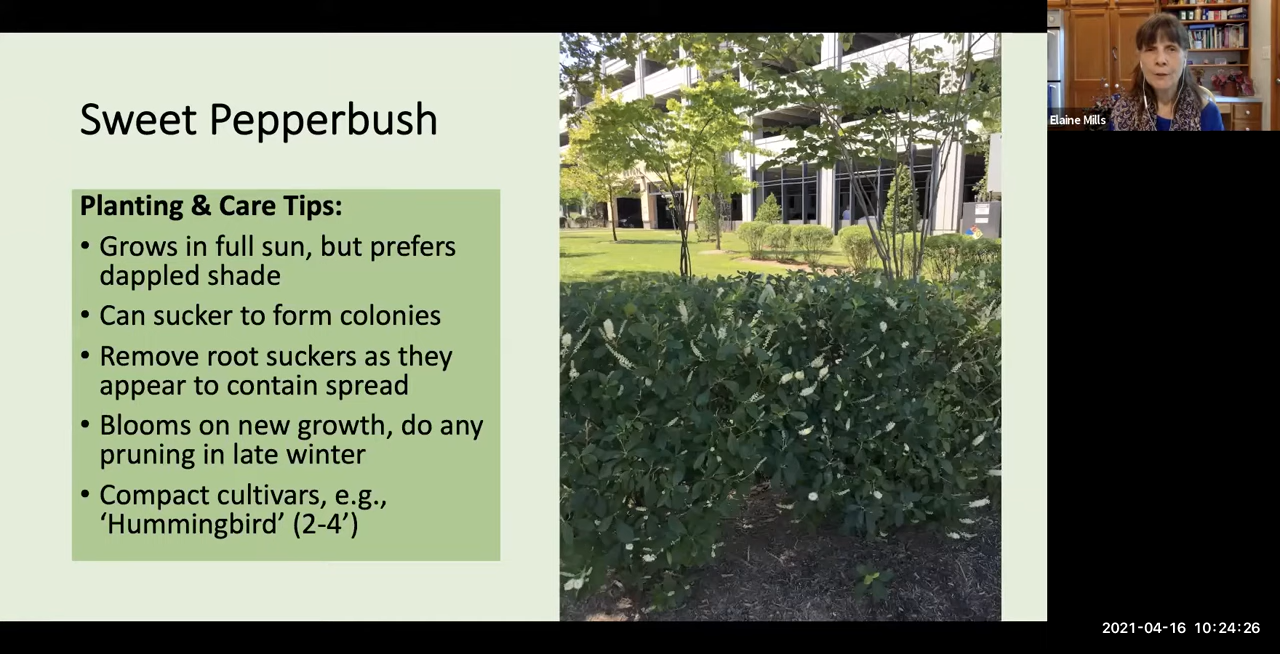 Sweet Pepperbush
Planting & Care Tips:
• Grows in full sun, but prefers
dappled shade
• Can sucker to form colonies
• Remove root suckers as they
appear to contain spread
• Blooms on new growth, do any
pruning in late winter
• Compact cultivars, e.g.,
‘Hummingbird’ (2-4’)
Elaine Mills
2021-04-16 10:24:26